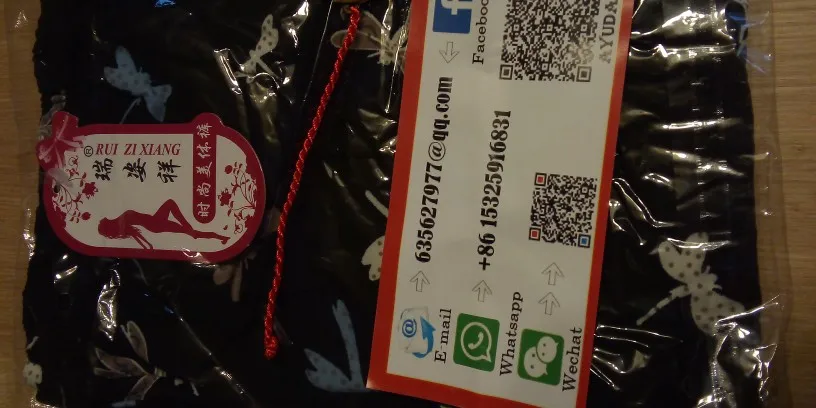 ® RUI ZI XIANG
瑞姿祥
时尚美体裤
Facebook
AYUDA
635627977@qq.com
E-mail
+86 15325916831
Whatsapp
Wechat